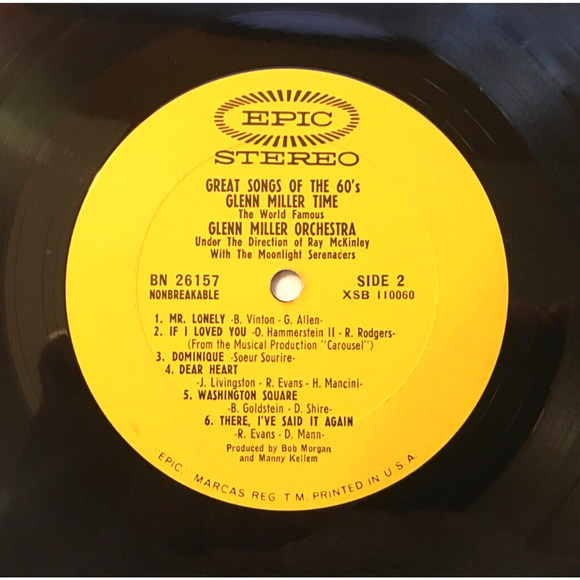 EPIC
STEREO
GREAT SONGS OF THE 60's
GLENN MILLER TIME
The World Famous
GLENN MILLER ORCHESTRA
Under The Direction of Ray McKinley
With The Moonlight Serenaders
BN 26157 SIDE 2
NONBREAKABLE XSB 110060
1. MR. LONELY -B. Vinton - G. Allen-
2. IF I LOVED YOU -O. Hammerstein II - R. Rodgers-
(From the Musical Production "Carousel")
3. DOMINIQUE -Soeur Sourire-
4. DEAR HEART
-J. Livingston - R. Evans - H. Mancini-
5. WASHINGTON SQUARE
-B. Goldstein - D. Shire-
6. THERE, I'VE SAID IT AGAIN
-R. Evans - D. Mann-
Produced by Bob Morgan
and Manny Kellem
"EPIC", MARCAS REG. T.M. PRINTED IN U.S.A.